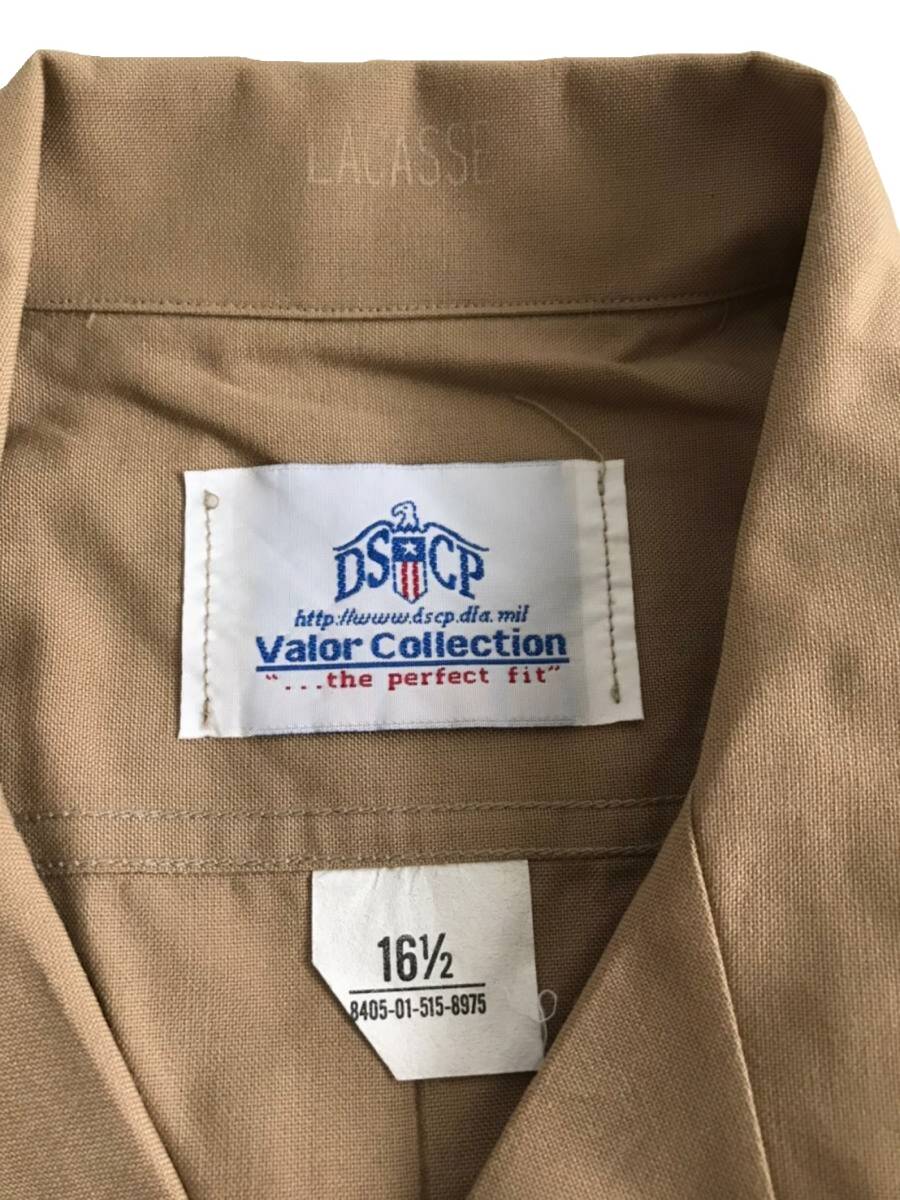 LACASSE
DSCP
http://www.dscp.dla.mil
Valor Collection
"...the perfect fit"
16½
8405-01-515-8975